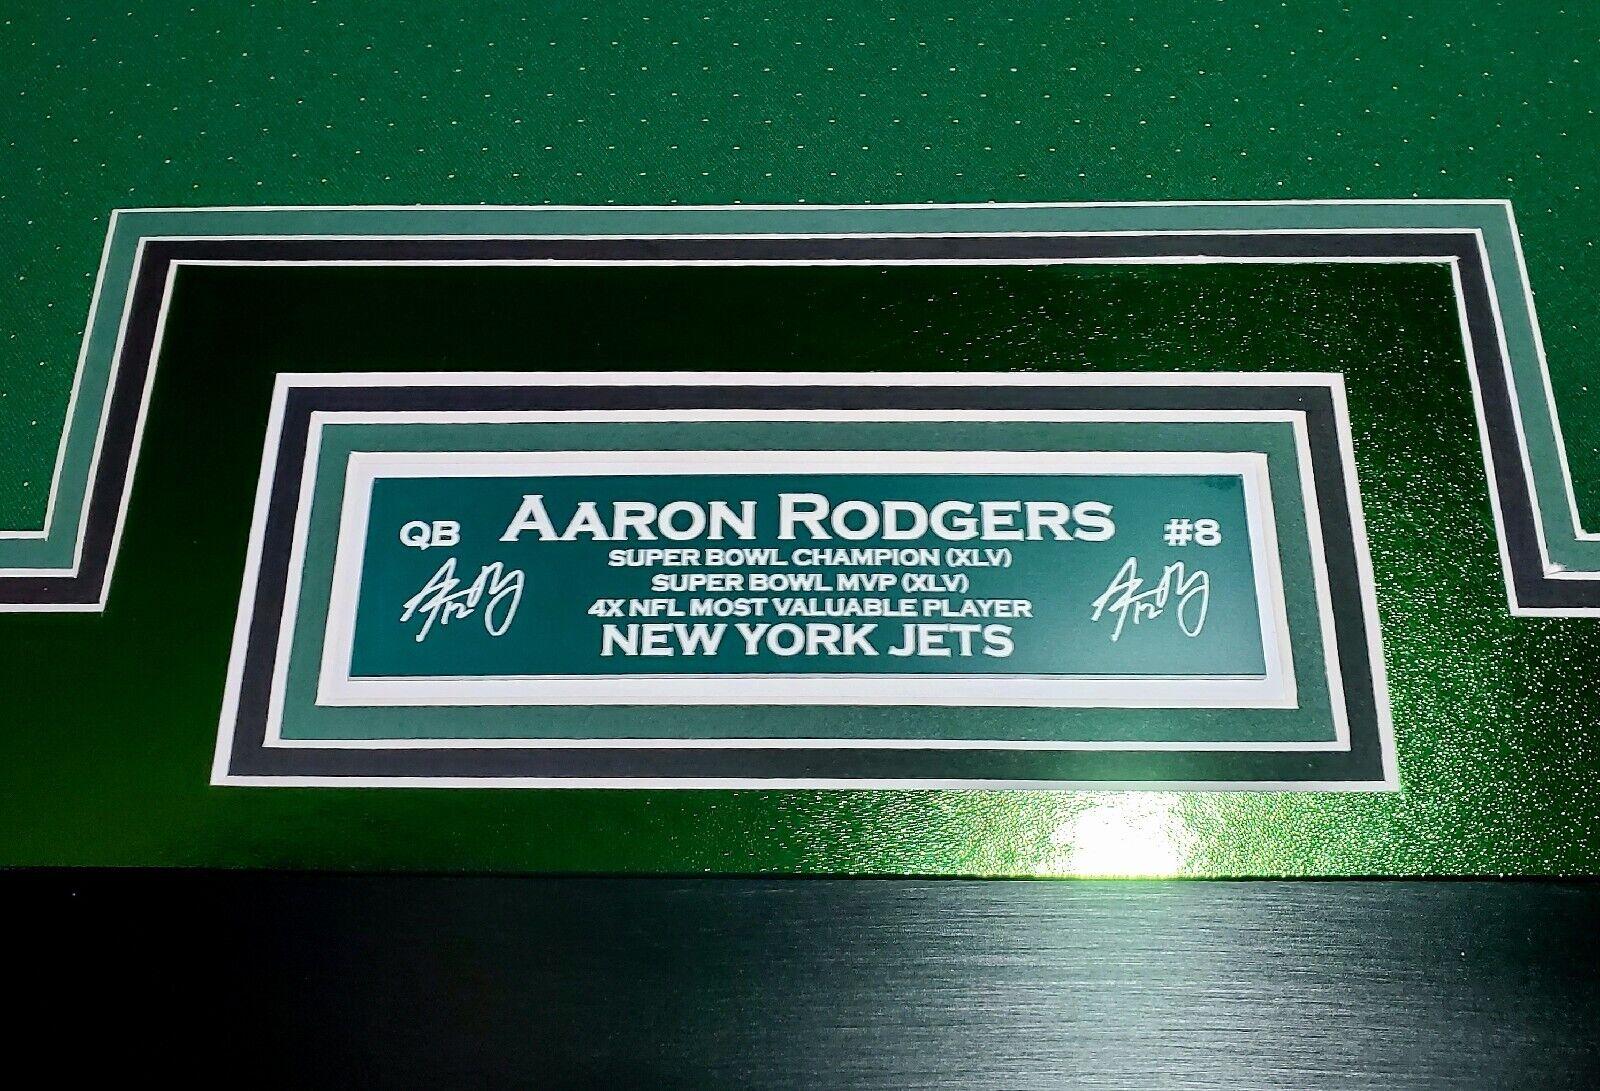 QB AARON RODGERS #8
SUPER BOWL CHAMPION (XLV)
SUPER BOWL MVP (XLV)
4X NFL MOST VALUABLE PLAYER
NEW YORK JETS